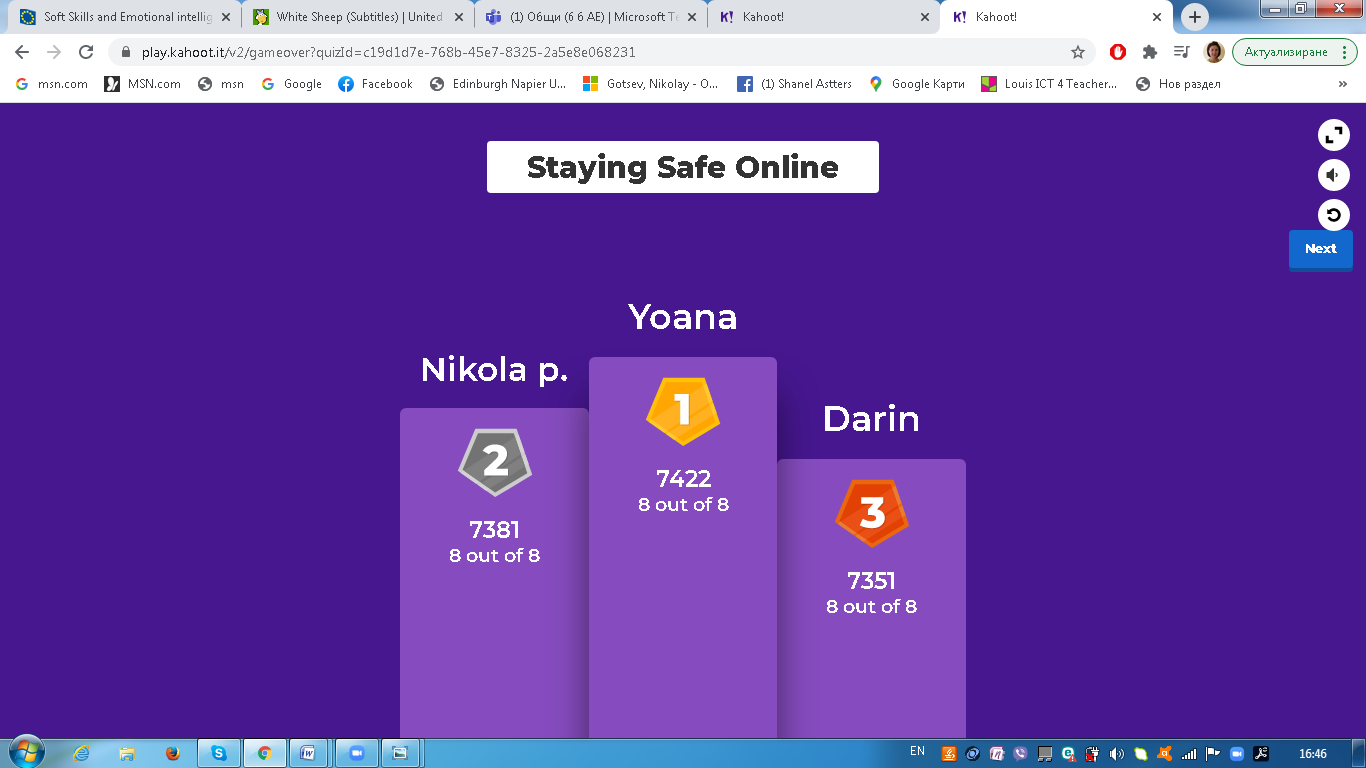 Soft Skills and Emotional intellig
White Sheep (Subtitles) | United
(1) Общи (6 б АЕ) | Microsoft Te
K! Kahoot!
K! Kahoot!
play.kahoot.it/v2/gameover?quizId=c19d1d7e-768b-45e7-8325-2a5e8e068231
Актуализиране
msn.com
MSN.com
msn
Google
Facebook
Edinburgh Napier U...
Gotsev, Nikolay - O...
(1) Shanel Astters
Google Карти
Louis ICT 4 Teacher...
Нов раздел
»
Staying Safe Online
Next
Yoana
Nikola p.
Darin
1
7422
8 out of 8
2
7381
8 out of 8
3
7351
8 out of 8
EN
16:46